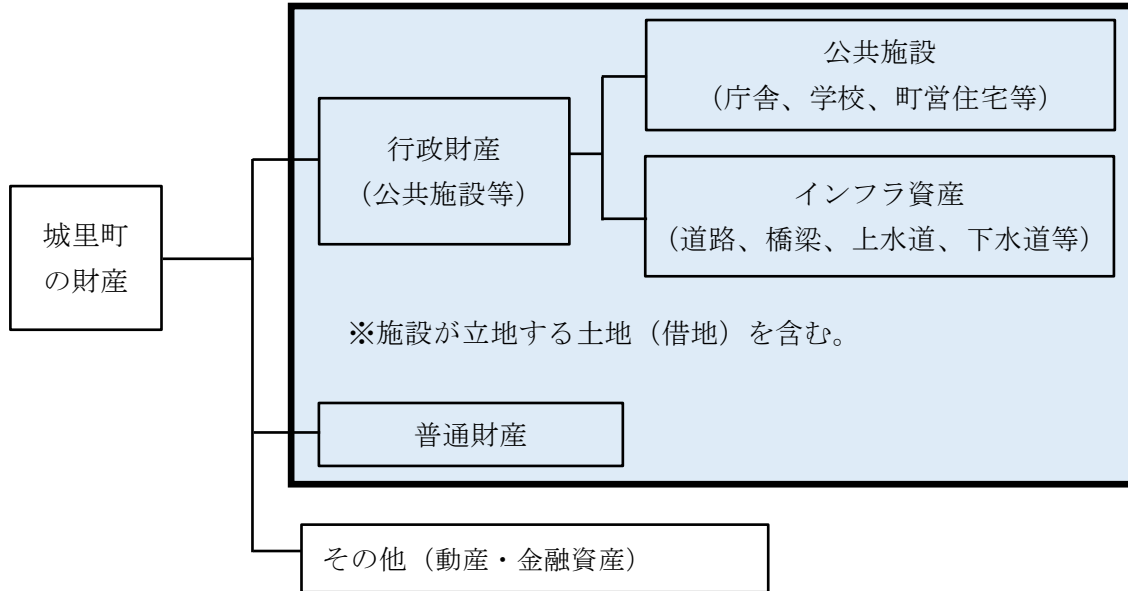 公共施設
（庁舎、学校、町営住宅等）
行政財産
（公共施設等）
インフラ資産
（道路、橋梁、上水道、下水道等）
城里町
の財産
※施設が立地する土地（借地）を含む。
普通財産
その他（動産・金融資産）